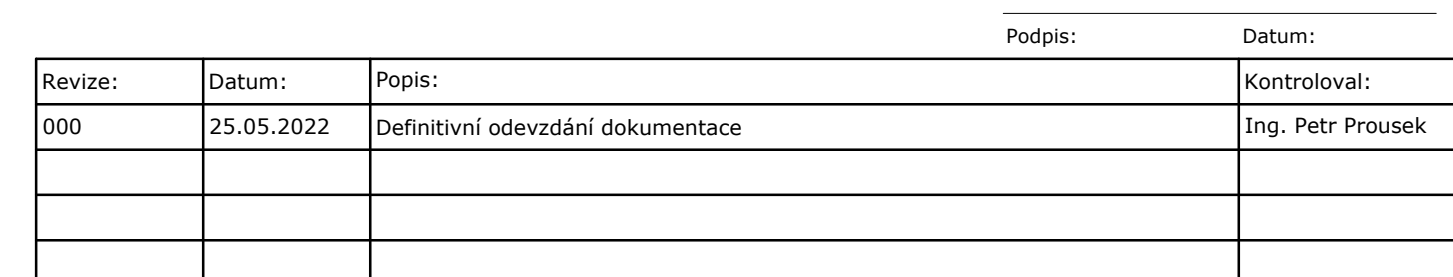 Podpis: Datum:
Revize: Datum: Popis: Kontroloval:
000 25.05.2022 Definitivní odevzdání dokumentace Ing. Petr Prousek